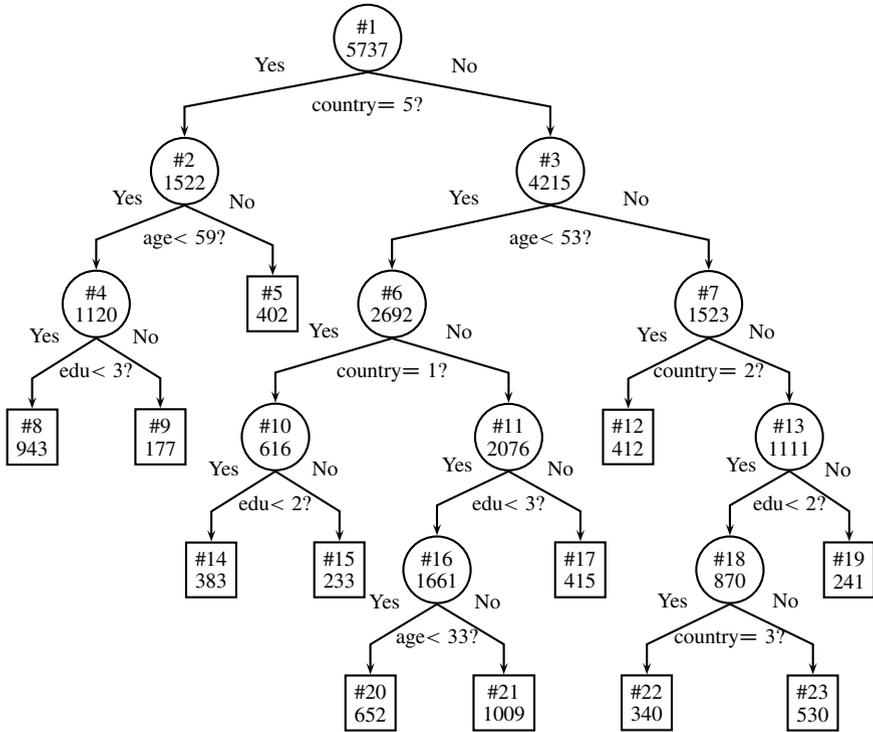 #1
5737
Yes
No
country= 5?
#2
1522
#3
4215
Yes
No
Yes
No
age< 59?
age< 53?
#4
1120
#5
402
#6
2692
#7
1523
Yes
No
Yes
No
Yes
No
edu< 3?
country= 1?
country= 2?
#8
943
#9
177
#10
616
#11
2076
#12
412
#13
1111
Yes
No
Yes
No
Yes
No
edu< 2?
edu< 3?
edu< 2?
#14
383
#15
233
#16
1661
#17
415
#18
870
#19
241
Yes
No
Yes
No
age< 33?
country= 3?
#20
652
#21
1009
#22
340
#23
530